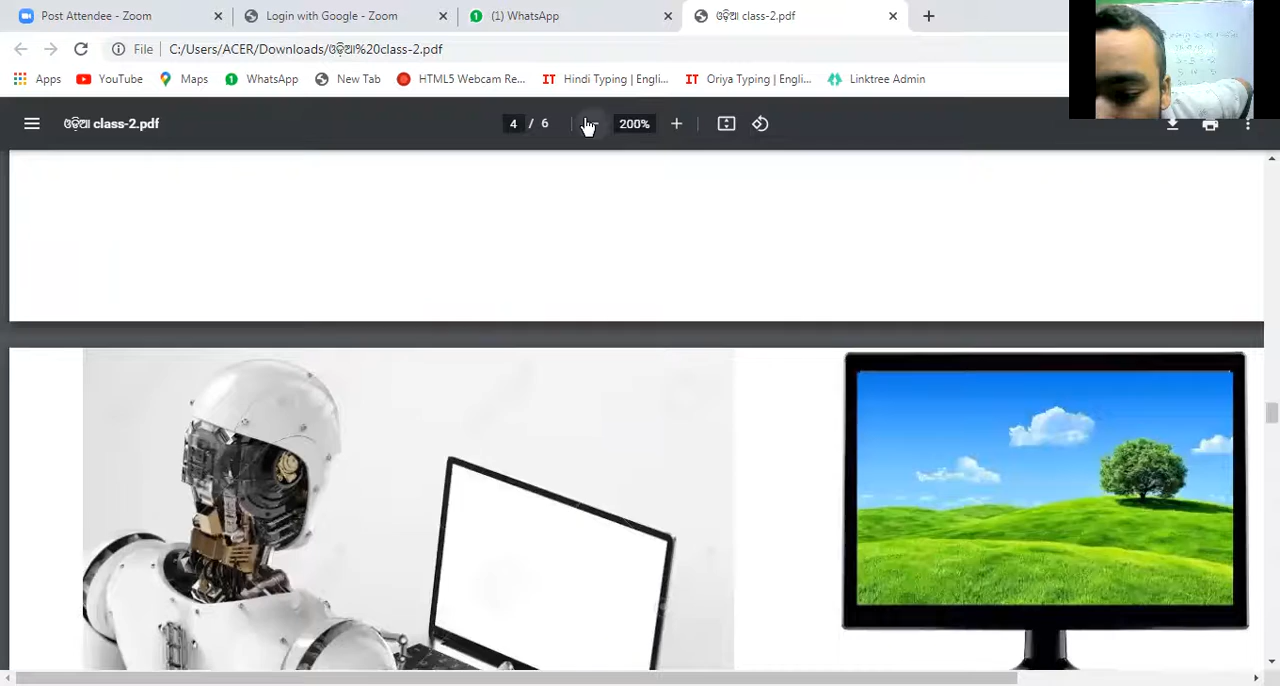 Post Attendee - Zoom
Login with Google - Zoom
(1) WhatsApp
ଓଡ଼ିଆ class-2.pdf
File
C:/Users/ACER/Downloads/ଓଡ଼ିଆ%20class-2.pdf
Apps
YouTube
Maps
WhatsApp
New Tab
HTML5 Webcam Re...
IT Hindi Typing | Engli...
IT Oriya Typing | Engli...
Linktree Admin
ଓଡ଼ିଆ class-2.pdf
4 / 6
200%